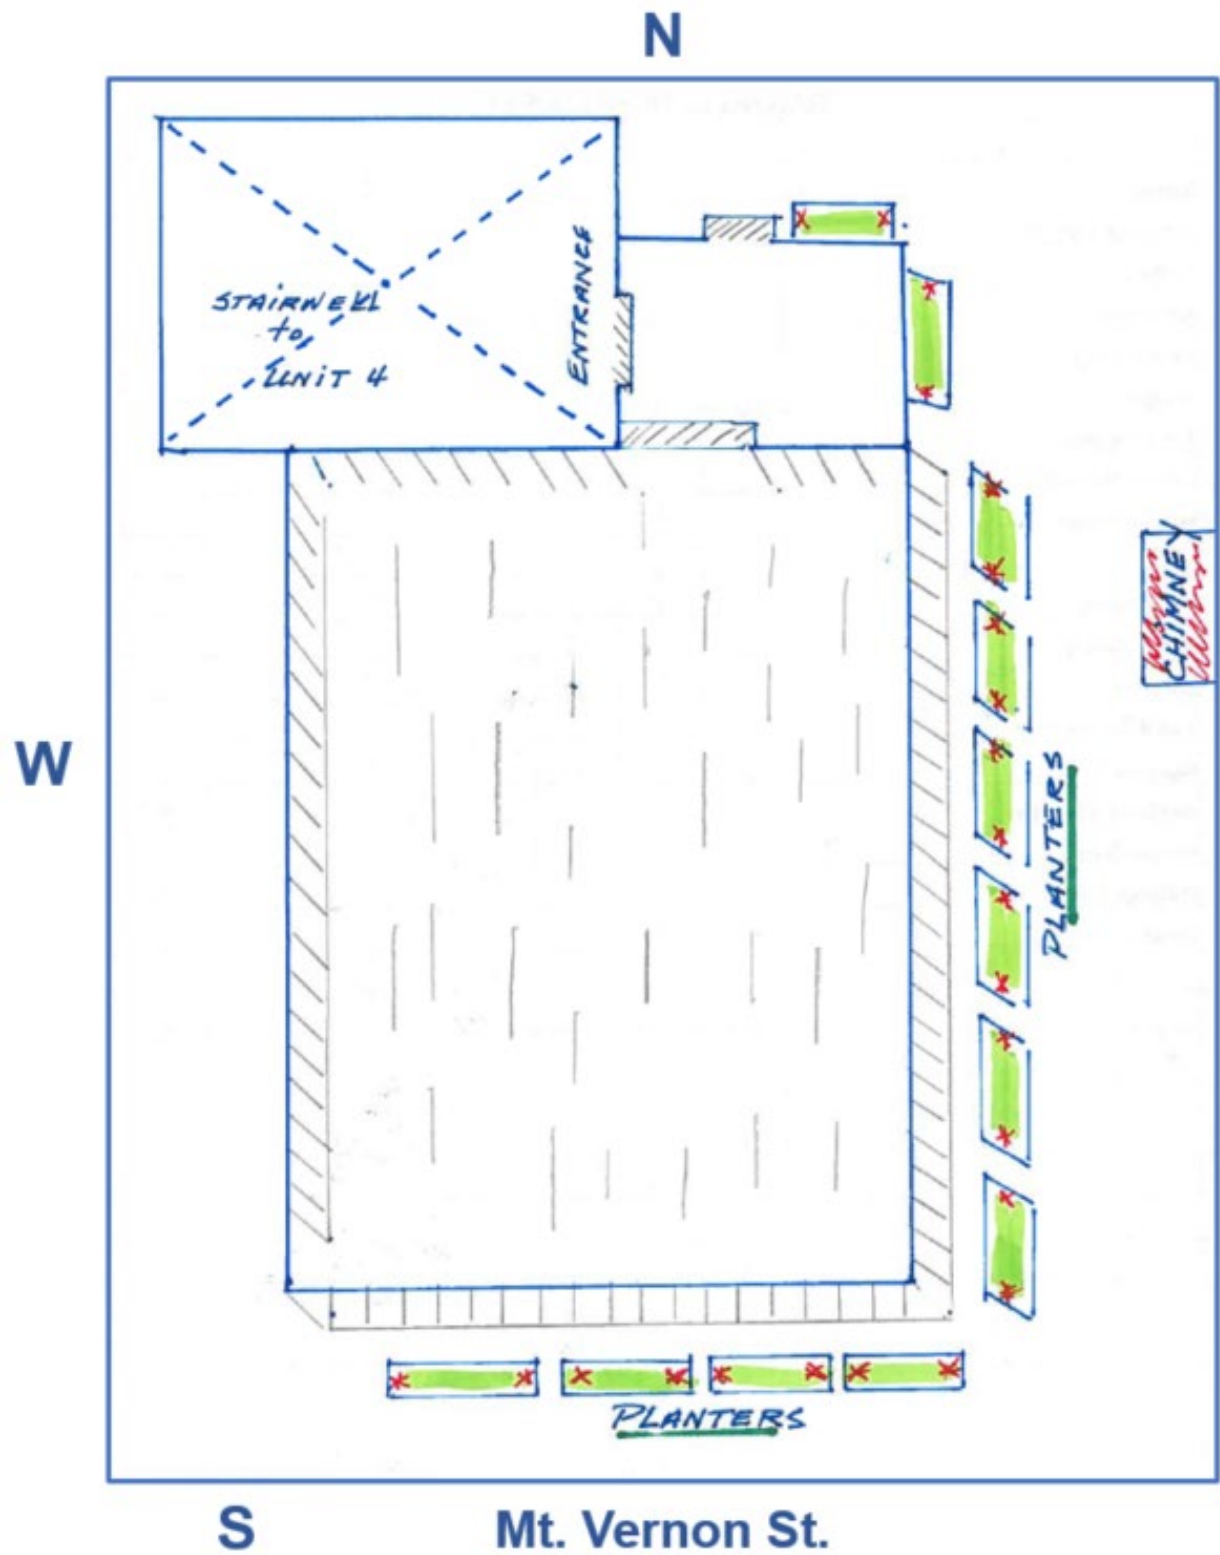 N
ENTRANCE
STAIRWELL
to
UNIT 4
CHIMNEY
W
PLANTERS
PLANTERS
S
Mt. Vernon St.